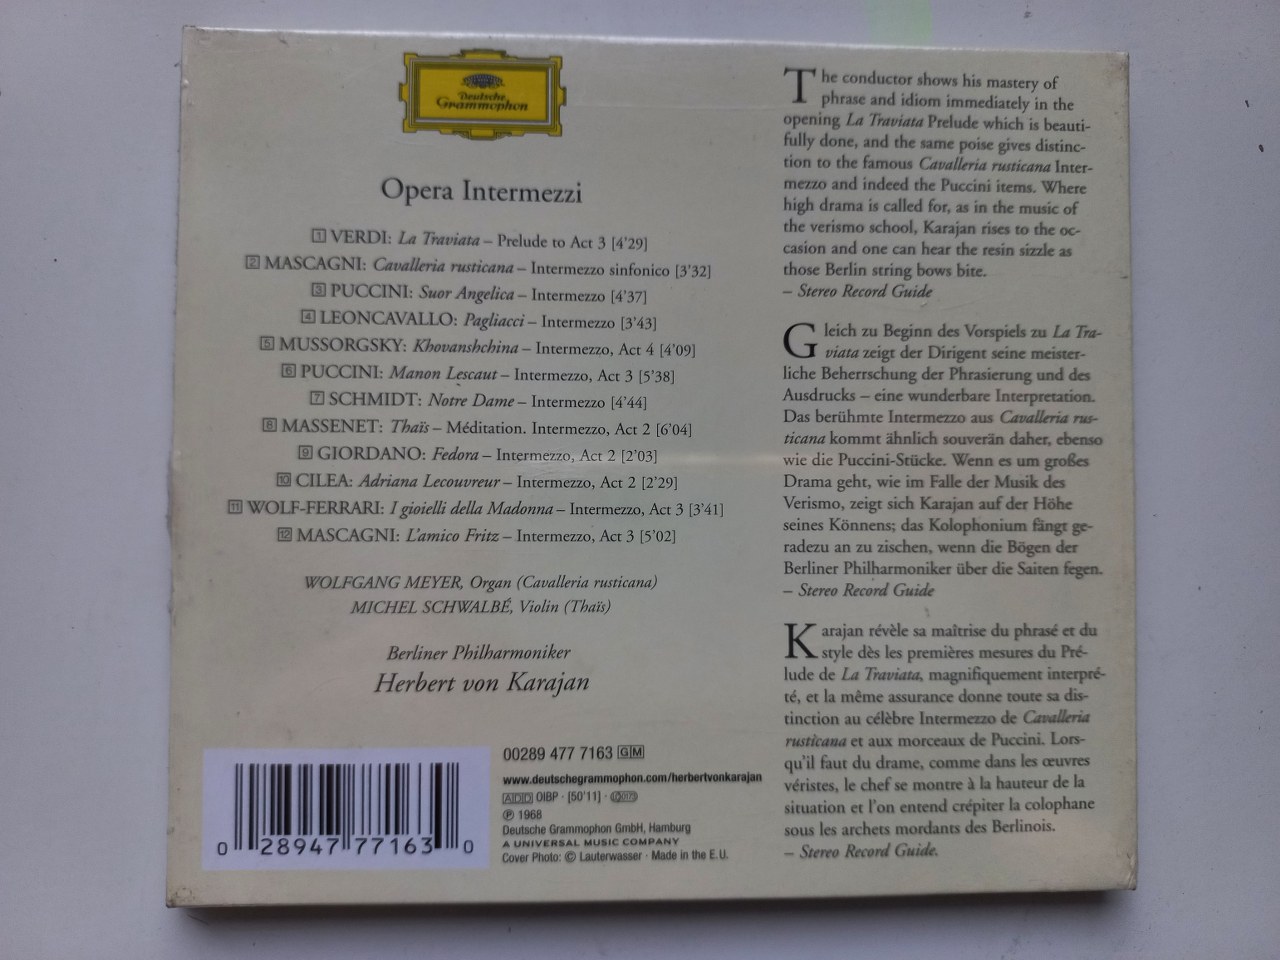 Deutsche
Grammophon
Opera Intermezzi
1 VERDI: La Traviata – Prelude to Act 3 [4'29]
2 MASCAGNI: Cavalleria rusticana – Intermezzo sinfonico [3'32]
3 PUCCINI: Suor Angelica – Intermezzo [4'37]
4 LEONCAVALLO: Pagliacci – Intermezzo [3'43]
5 MUSSORGSKY: Khovanshchina – Intermezzo, Act 4 [4'09]
6 PUCCINI: Manon Lescaut – Intermezzo, Act 3 [5'38]
7 SCHMIDT: Notre Dame – Intermezzo [4'44]
8 MASSENET: Thaïs – Méditation. Intermezzo, Act 2 [6'04]
9 GIORDANO: Fedora – Intermezzo, Act 2 [2'03]
10 CILEA: Adriana Lecouvreur – Intermezzo, Act 2 [2'29]
11 WOLF-FERRARI: I gioielli della Madonna – Intermezzo, Act 3 [3'41]
12 MASCAGNI: L'amico Fritz – Intermezzo, Act 3 [5'02]
WOLFGANG MEYER, Organ (Cavalleria rusticana)
MICHEL SCHWALBÉ, Violin (Thaïs)
Berliner Philharmoniker
Herbert von Karajan
0 28947 77163 0
00289 477 7163 GM
www.deutschegrammophon.com/herbertvonkarajan
ADD OIBP · [50'11] ·
℗ 1968
Deutsche Grammophon GmbH, Hamburg
A UNIVERSAL MUSIC COMPANY
Cover Photo: © Lauterwasser · Made in the E.U.
The conductor shows his mastery of
phrase and idiom immediately in the
opening La Traviata Prelude which is beauti-
fully done, and the same poise gives distinc-
tion to the famous Cavalleria rusticana Inter-
mezzo and indeed the Puccini items. Where
high drama is called for, as in the music of
the verismo school, Karajan rises to the oc-
casion and one can hear the resin sizzle as
those Berlin string bows bite.
– Stereo Record Guide
Gleich zu Beginn des Vorspiels zu La Tra-
viata zeigt der Dirigent seine meister-
liche Beherrschung der Phrasierung und des
Ausdrucks – eine wunderbare Interpretation.
Das berühmte Intermezzo aus Cavalleria rus-
ticana kommt ähnlich souverän daher, ebenso
wie die Puccini-Stücke. Wenn es um großes
Drama geht, wie im Falle der Musik des
Verismo, zeigt sich Karajan auf der Höhe
seines Könnens; das Kolophonium fängt ge-
radezu an zu zischen, wenn die Bögen der
Berliner Philharmoniker über die Saiten fegen.
– Stereo Record Guide
Karajan révèle sa maîtrise du phrasé et du
style dès les premières mesures du Pré-
lude de La Traviata, magnifiquement interpré-
té, et la même assurance donne toute sa dis-
tinction au célèbre Intermezzo de Cavalleria
rusticana et aux morceaux de Puccini. Lors-
qu'il faut du drame, comme dans les œuvres
véristes, le chef se montre à la hauteur de la
situation et l'on entend crépiter la colophane
sous les archets mordants des Berlinois.
– Stereo Record Guide.